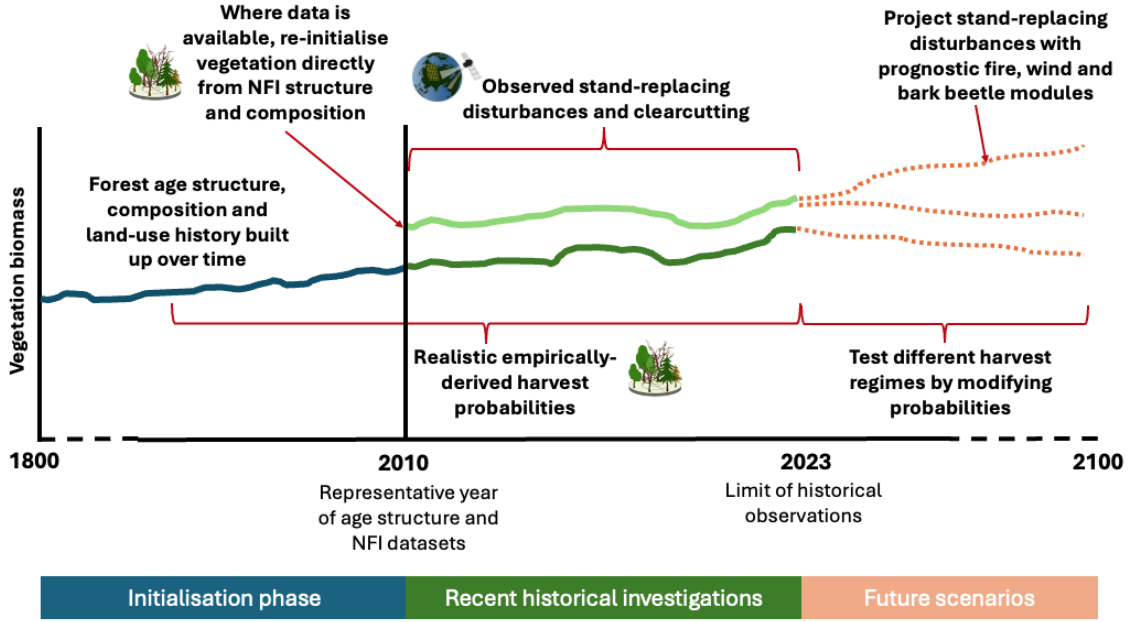 Where data is
available, re-initialise
vegetation directly
from NFI structure
and composition
Observed stand-replacing
disturbances and clearcutting
Project stand-replacing
disturbances with
prognostic fire, wind and
bark beetle modules
Forest age structure,
composition and
land-use history built
up over time
Vegetation biomass
Realistic empirically-
derived harvest
probabilities
Test different harvest
regimes by modifying
probabilities
1800
2010
2023
2100
Representative year
of age structure and
NFI datasets
Limit of historical
observations
Initialisation phase
Recent historical investigations
Future scenarios